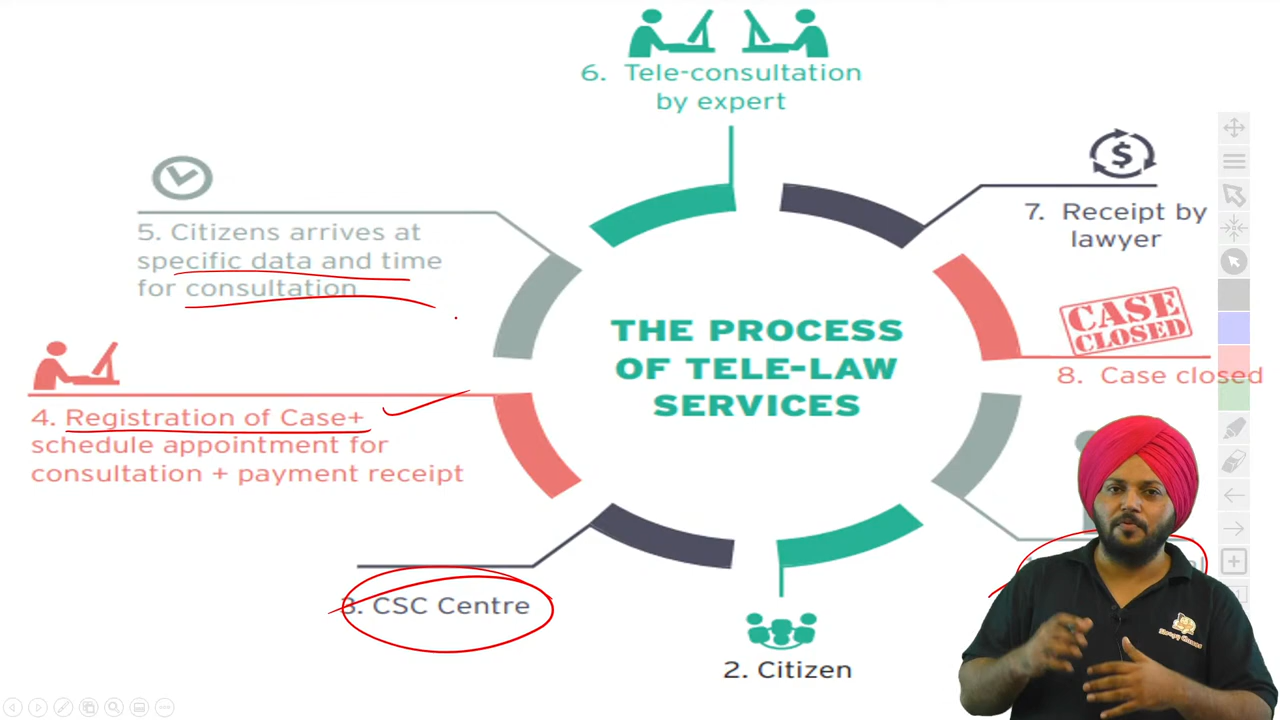 6. Tele-consultation
by expert
5. Citizens arrives at
specific data and time
for consultation
7. Receipt by
lawyer
CASE
CLOSED
8. Case closed
THE PROCESS
OF TELE-LAW
SERVICES
4. Registration of Case+
schedule appointment for
consultation + payment receipt
3. CSC Centre
2. Citizen